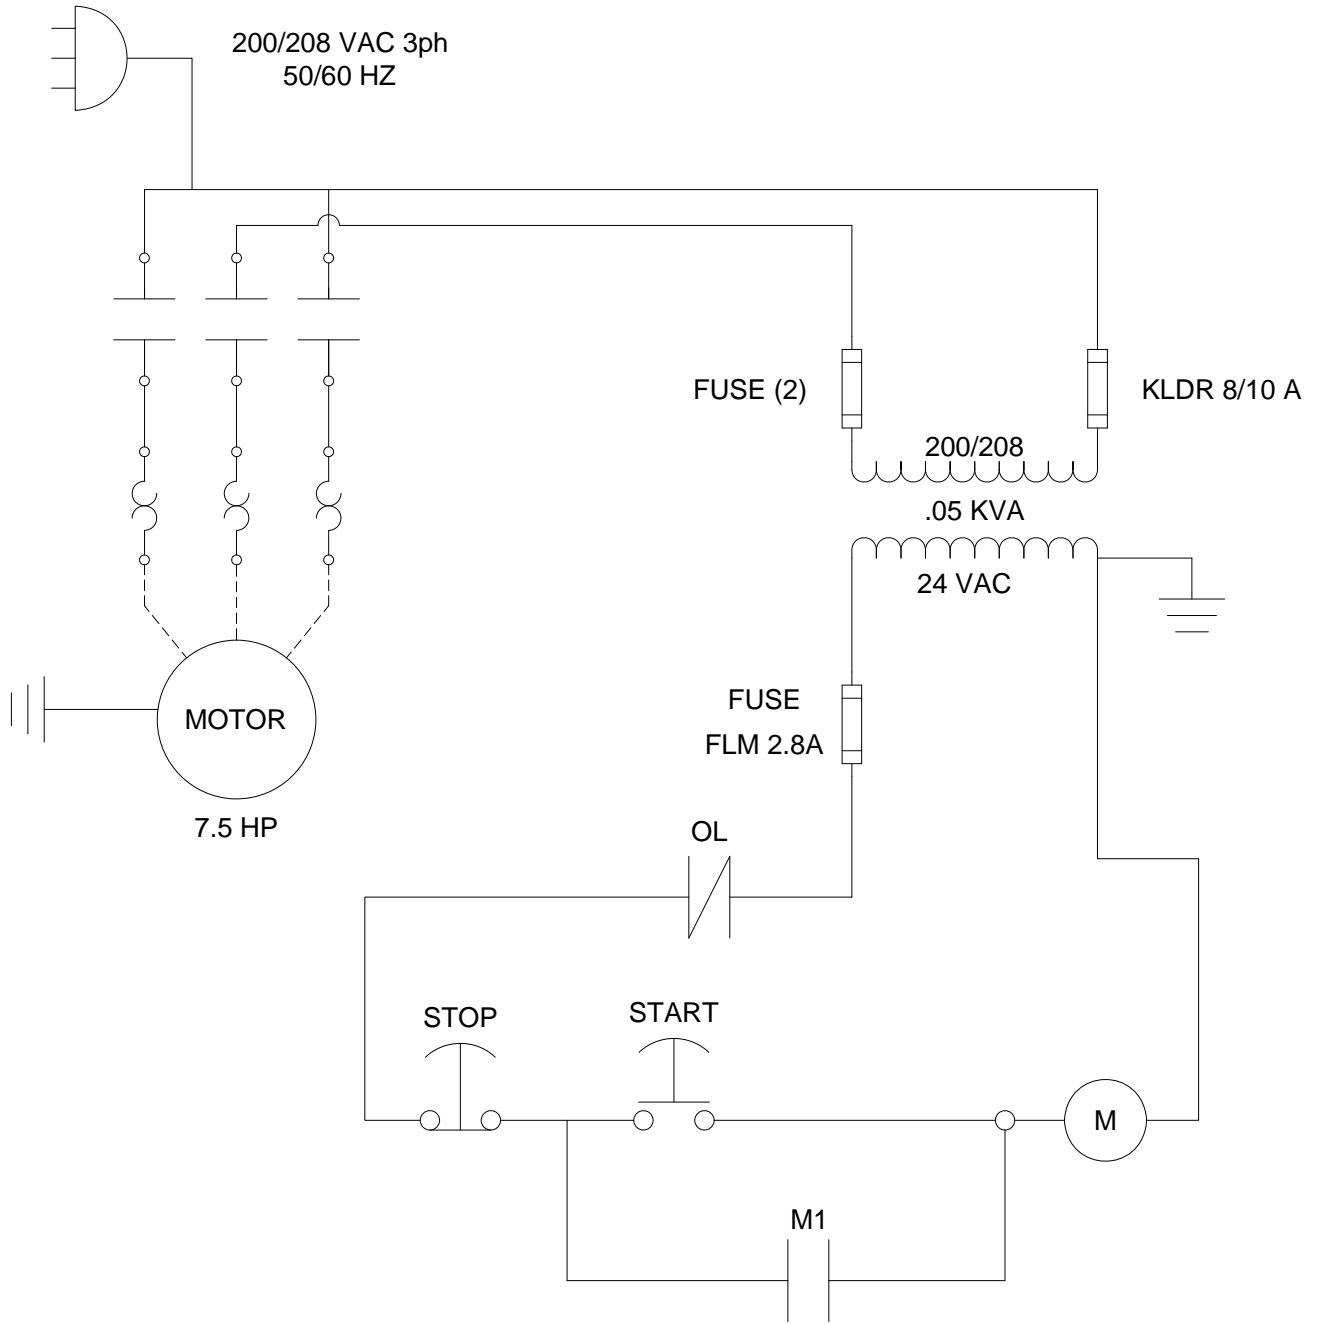 200/208 VAC 3ph
50/60 HZ
FUSE (2)
KLDR 8/10 A
200/208
.05 KVA
24 VAC
FUSE
FLM 2.8A
MOTOR
7.5 HP
OL
STOP
START
M
M1